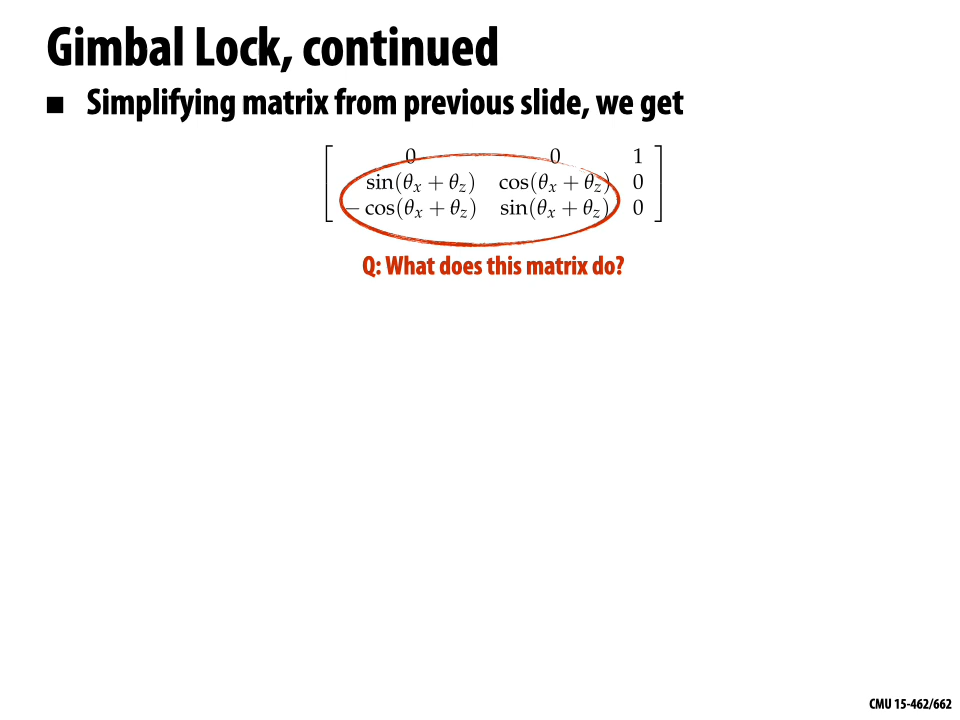 Gimbal Lock, continued
■ Simplifying matrix from previous slide, we get
0 0 1
sin(θx + θz) cos(θx + θz) 0
− cos(θx + θz) sin(θx + θz) 0
Q: What does this matrix do?
CMU 15-462/662